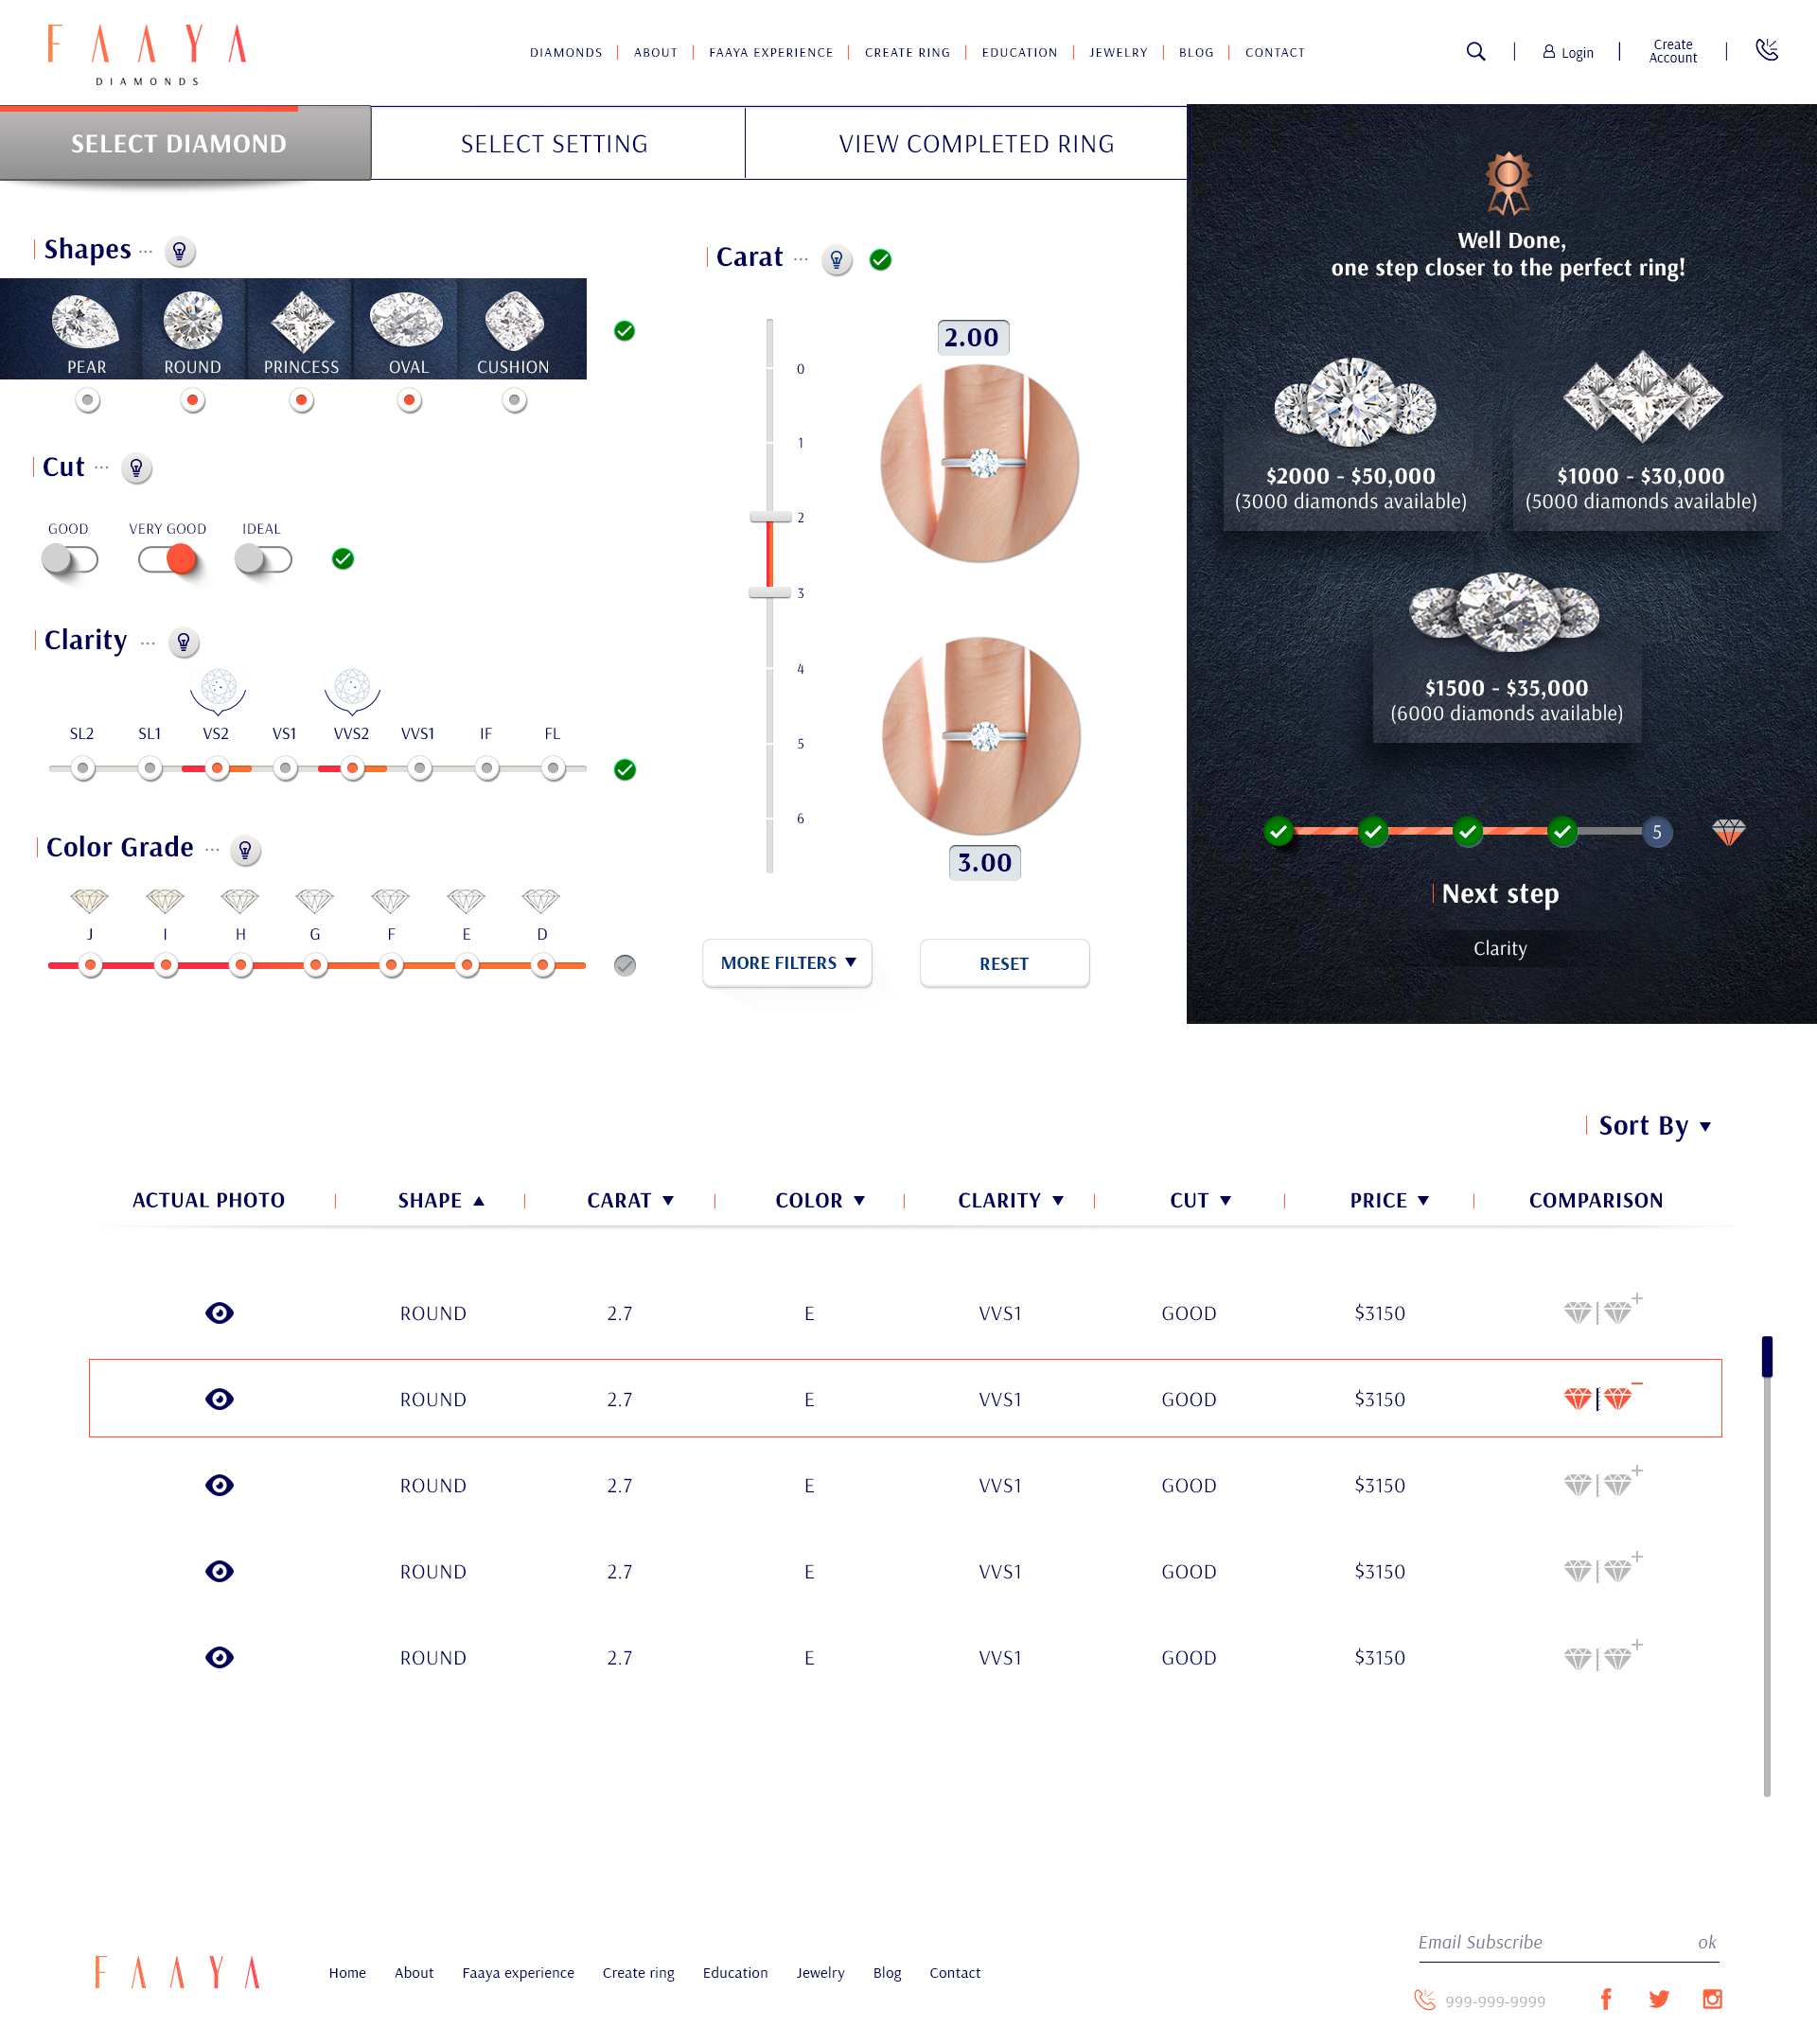 FAAYA
DIAMONDS
DIAMONDS
ABOUT
FAAYA EXPERIENCE
CREATE RING
EDUCATION
JEWELRY
BLOG
CONTACT
Login
Create
Account
SELECT DIAMOND
SELECT SETTING
VIEW COMPLETED RING
Shapes ...
PEAR
ROUND
PRINCESS
OVAL
CUSHION
Cut ...
GOOD
VERY GOOD
IDEAL
Clarity ...
SL2
SL1
VS2
VS1
VVS2
VVS1
IF
FL
Color Grade ...
J
I
H
G
F
E
D
Carat ...
0
1
2
3
4
5
6
2.00
3.00
MORE FILTERS
RESET
Well Done,
one step closer to the perfect ring!
$2000 - $50,000
(3000 diamonds available)
$1000 - $30,000
(5000 diamonds available)
$1500 - $35,000
(6000 diamonds available)
5
Next step
Clarity
Sort By
ACTUAL PHOTO
SHAPE
CARAT
COLOR
CLARITY
CUT
PRICE
COMPARISON
ROUND 2.7 E VVS1 GOOD $3150
ROUND 2.7 E VVS1 GOOD $3150
ROUND 2.7 E VVS1 GOOD $3150
ROUND 2.7 E VVS1 GOOD $3150
ROUND 2.7 E VVS1 GOOD $3150
FAAYA
Home
About
Faaya experience
Create ring
Education
Jewelry
Blog
Contact
Email Subscribe
ok
999-999-9999